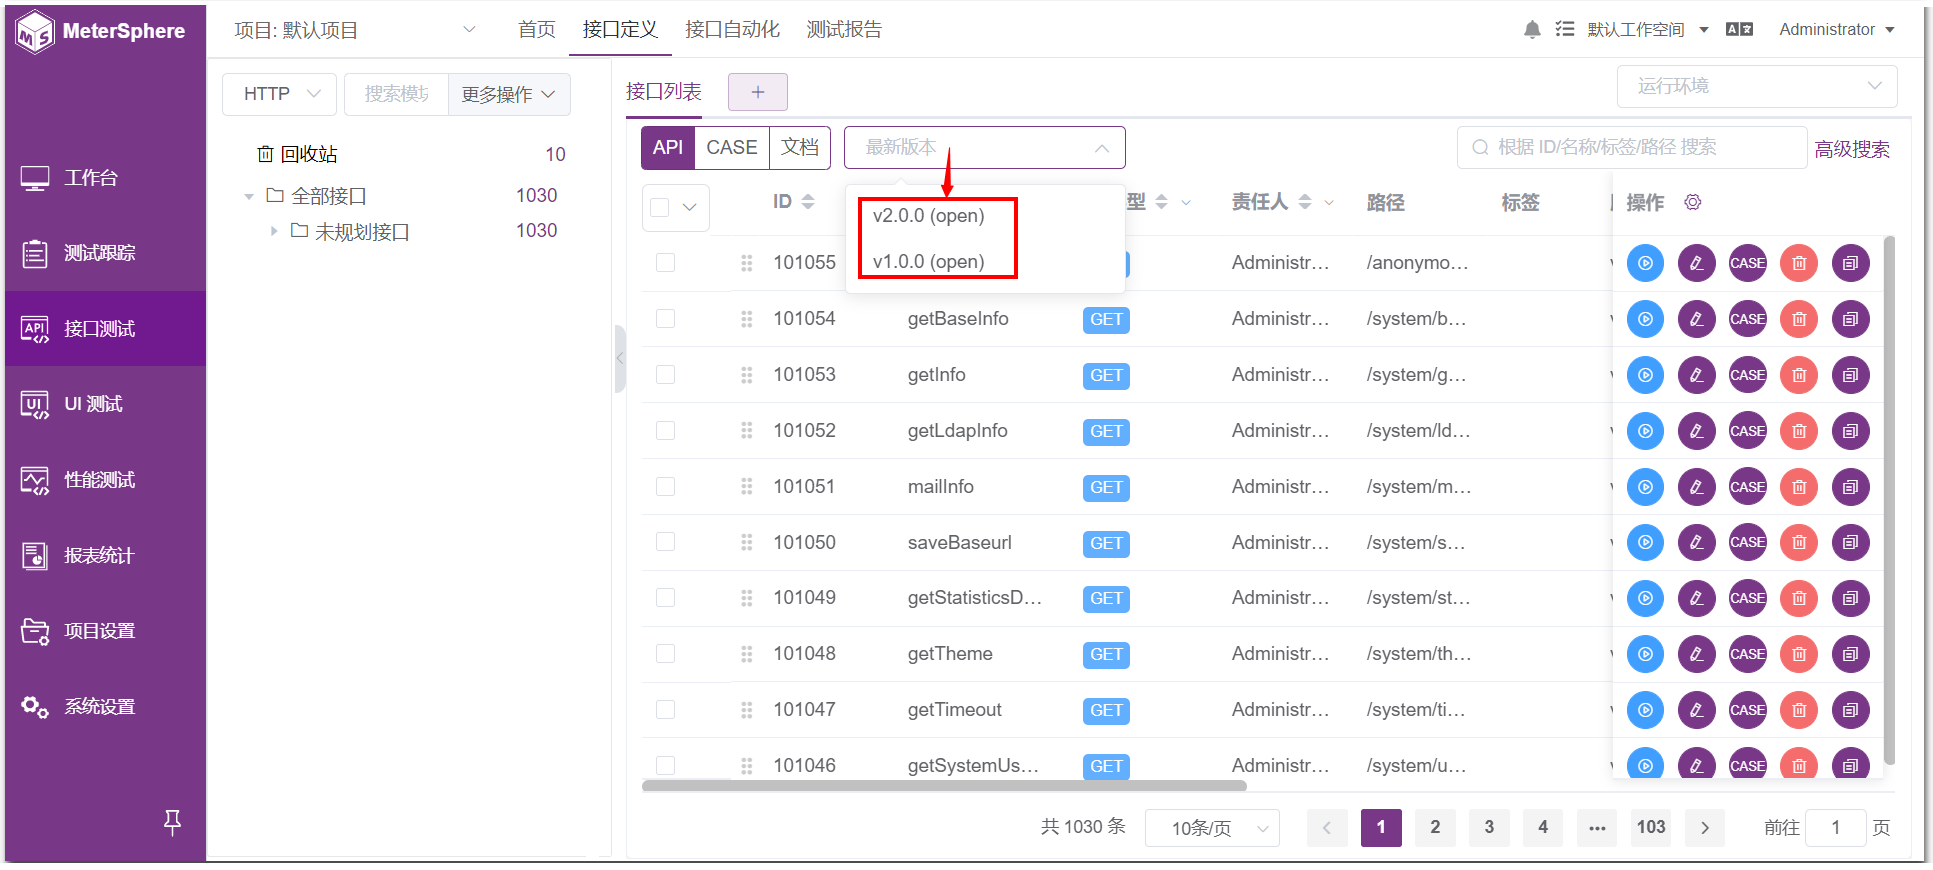 MeterSphere
项目: 默认项目
首页
接口定义
接口自动化
测试报告
默认工作空间
Administrator
工作台
测试跟踪
接口测试
UI 测试
性能测试
报表统计
项目设置
系统设置
HTTP
搜索模块
更多操作
回收站 10
全部接口 1030
未规划接口 1030
接口列表
+
运行环境
API CASE 文档
最新版本
根据 ID/名称/标签/路径 搜索
高级搜索
v2.0.0 (open)
v1.0.0 (open)
ID 型 责任人 路径 标签 操作
101055 Administr... /anonymo... CASE
101054 getBaseInfo GET Administr... /system/b... CASE
101053 getInfo GET Administr... /system/g... CASE
101052 getLdapInfo GET Administr... /system/ld... CASE
101051 mailInfo GET Administr... /system/m... CASE
101050 saveBaseurl GET Administr... /system/s... CASE
101049 getStatisticsD... GET Administr... /system/st... CASE
101048 getTheme GET Administr... /system/th... CASE
101047 getTimeout GET Administr... /system/ti... CASE
101046 getSystemUs... GET Administr... /system/u... CASE
共 1030 条 10条/页 1 2 3 4 ... 103 前往 1 页